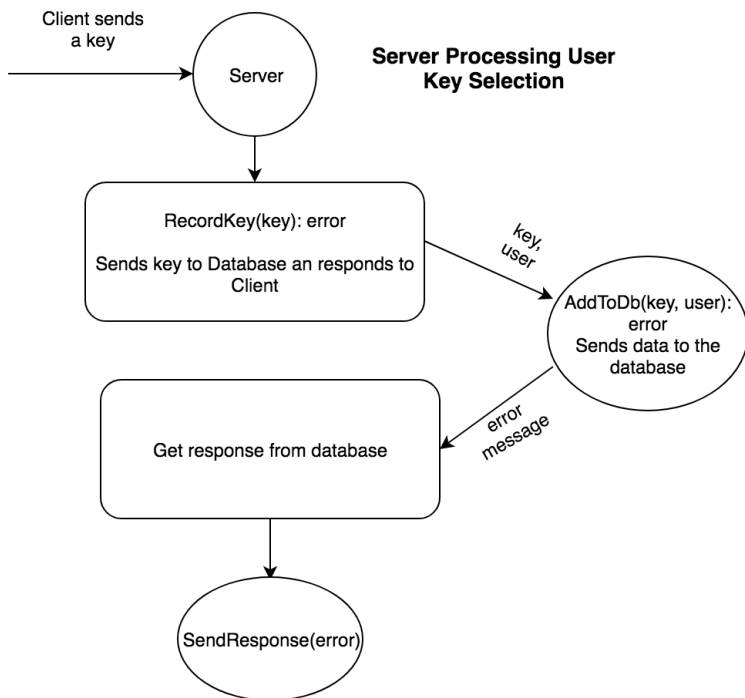 Client sends
a key
Server
Server Processing User
Key Selection
RecordKey(key): error
Sends key to Database an responds to
Client
key,
user
AddToDb(key, user):
error
Sends data to the
database
error
message
Get response from database
SendResponse(error)